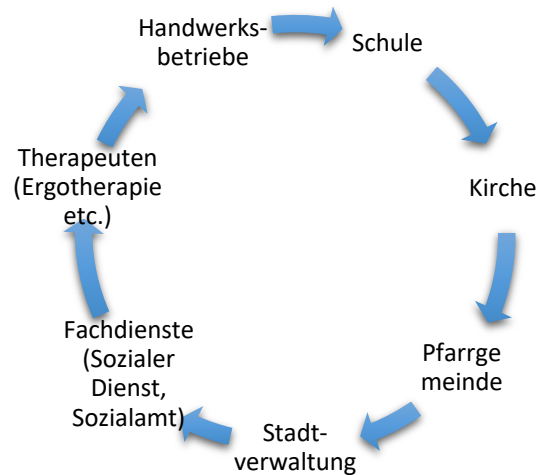 Handwerks-
betriebe
Schule
Kirche
Pfarrge
meinde
Stadt-
verwaltung
Fachdienste
(Sozialer
Dienst,
Sozialamt)
Therapeuten
(Ergotherapie
etc.)